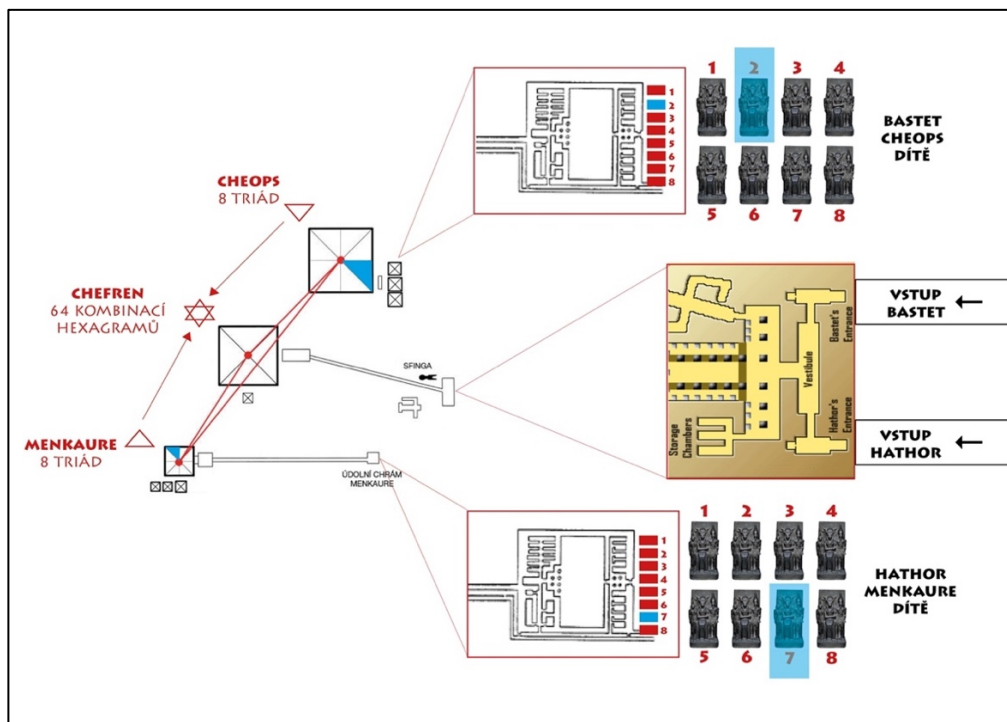 1 2 3 4
1
2
3
4
5
6
7
8
BASTET
CHEOPS
DÍTĚ
5 6 7 8
CHEOPS
8 TRIÁD
CHEFREN
64 KOMBINACÍ
HEXAGRAMŮ
SFINGA
MENKAURE
8 TRIÁD
ÚDOLNÍ CHRÁM
MENKAURE
Bastet's
Entrance
Vestibule
Hathor's
Entrance
Storage
Chambers
VSTUP
BASTET
VSTUP
HATHOR
1 2 3 4
1
2
3
4
5
6
7
8
HATHOR
MENKAURE
DÍTĚ
5 6 7 8